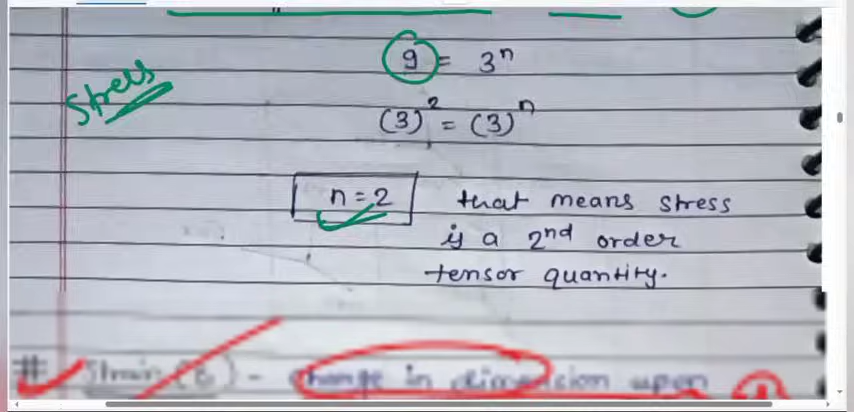 9 = 3ⁿ
Stress
(3)² = (3)ⁿ
n = 2 that means stress
is a 2nd order
tensor quantity.
# Strain (ε) - change in dimension upon